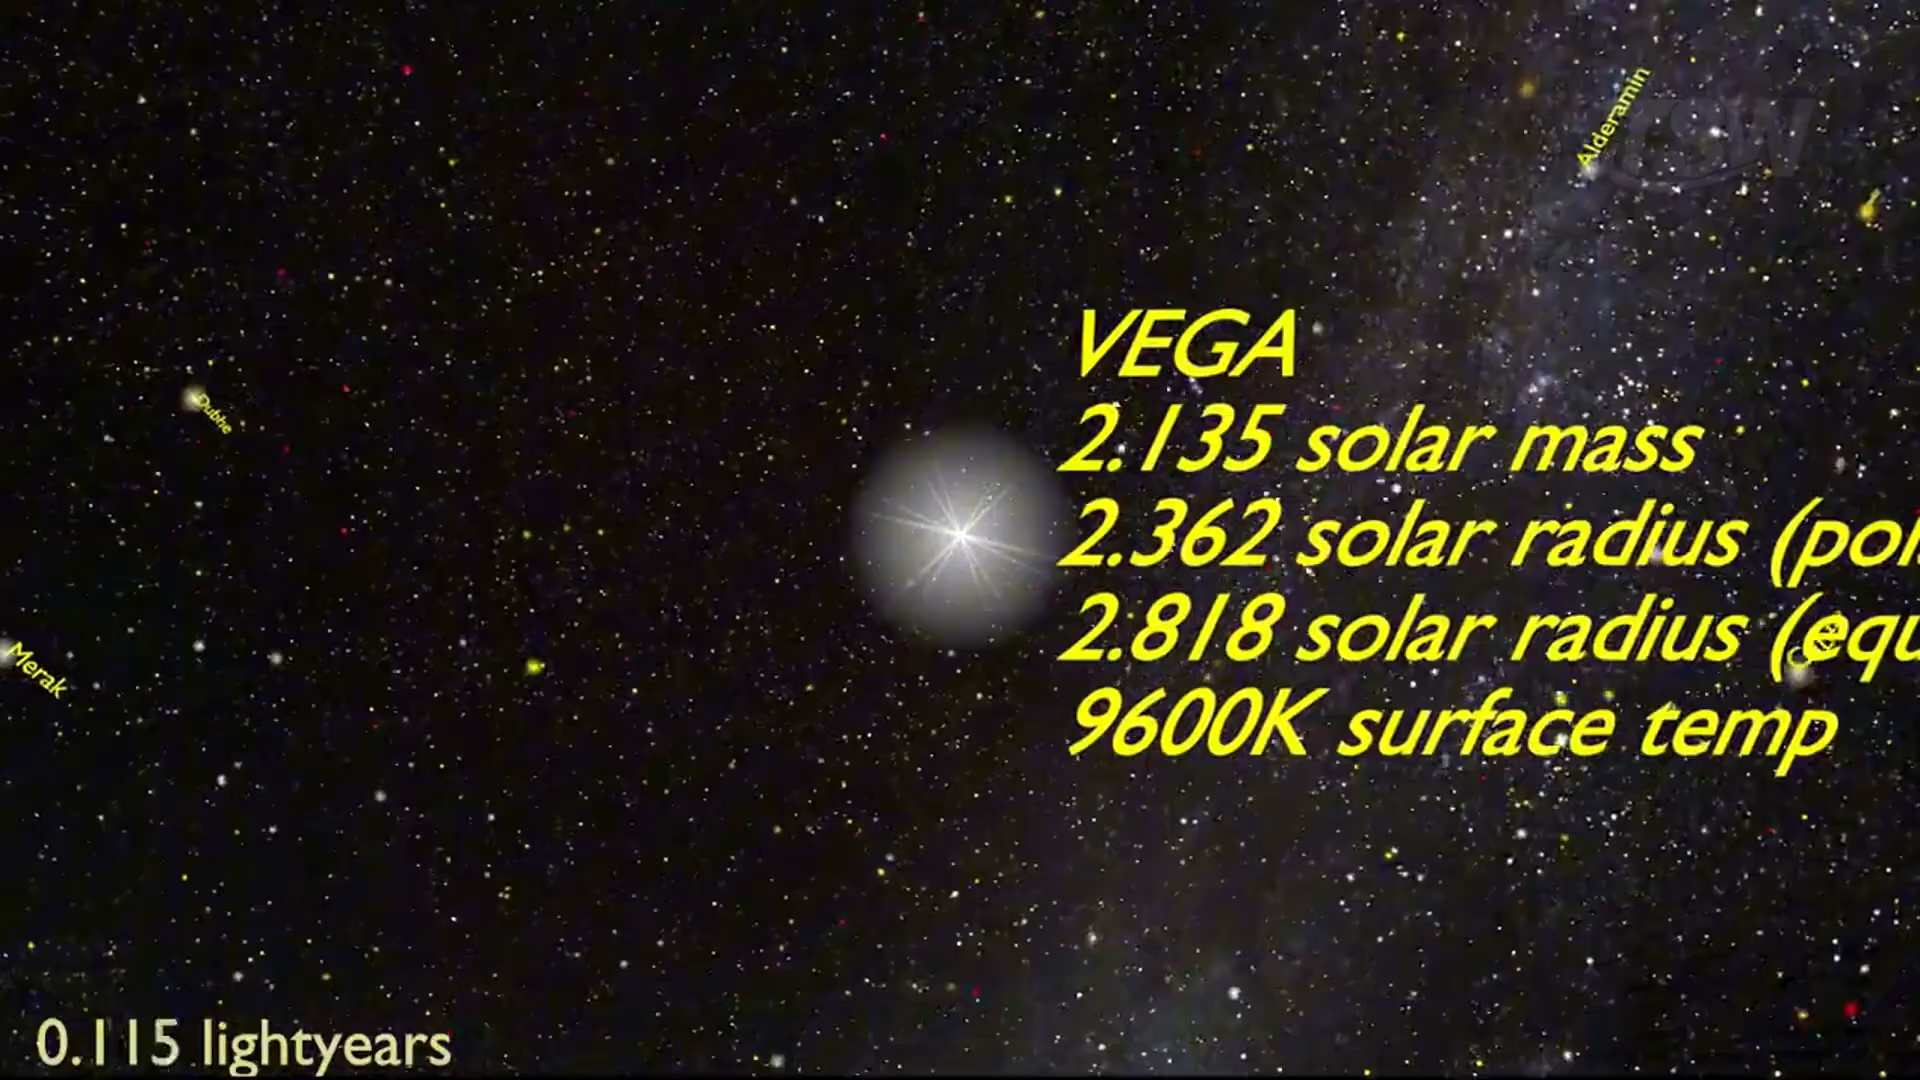 Alderamin
VEGA
Dubhe
2.135 solar mass
2.362 solar radius (pol
2.818 solar radius (equ
Merak
9600K surface temp
0.115 lightyears